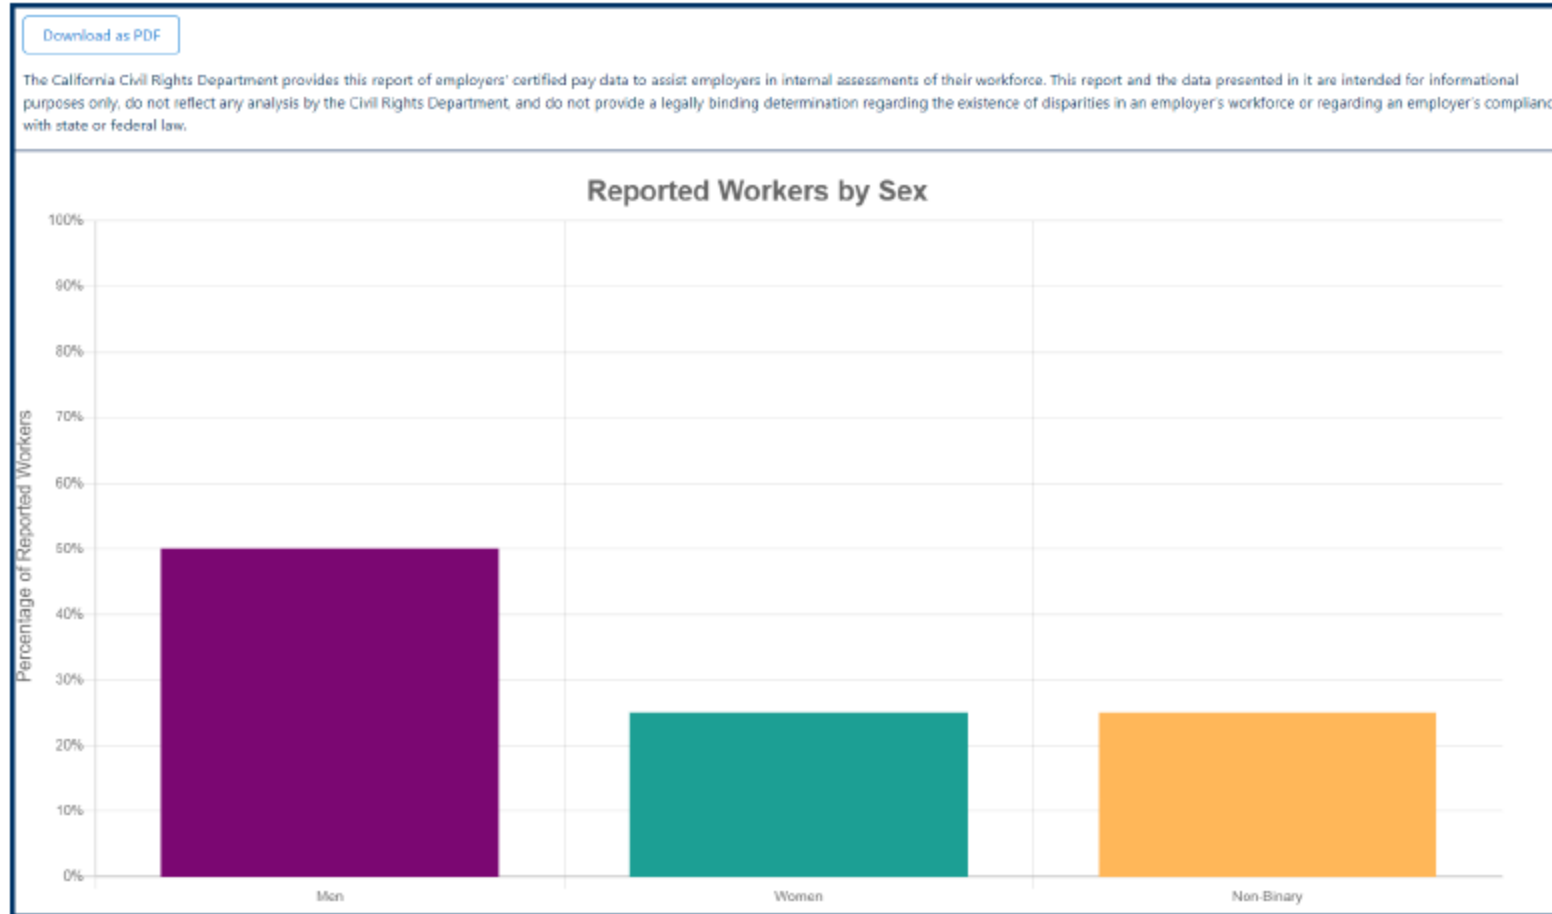 Download as PDF
The California Civil Rights Department provides this report of employers' certified pay data to assist employers in internal assessments of their workforce. This report and the data presented in it are intended for informational
purposes only, do not reflect any analysis by the Civil Rights Department, and do not provide a legally binding determination regarding the existence of disparities in an employer's workforce or regarding an employer's complianc
with state or federal law.
Reported Workers by Sex
Percentage of Reported Workers
100%
90%
80%
70%
60%
50%
40%
30%
20%
10%
0%
Men
Women
Non-Binary